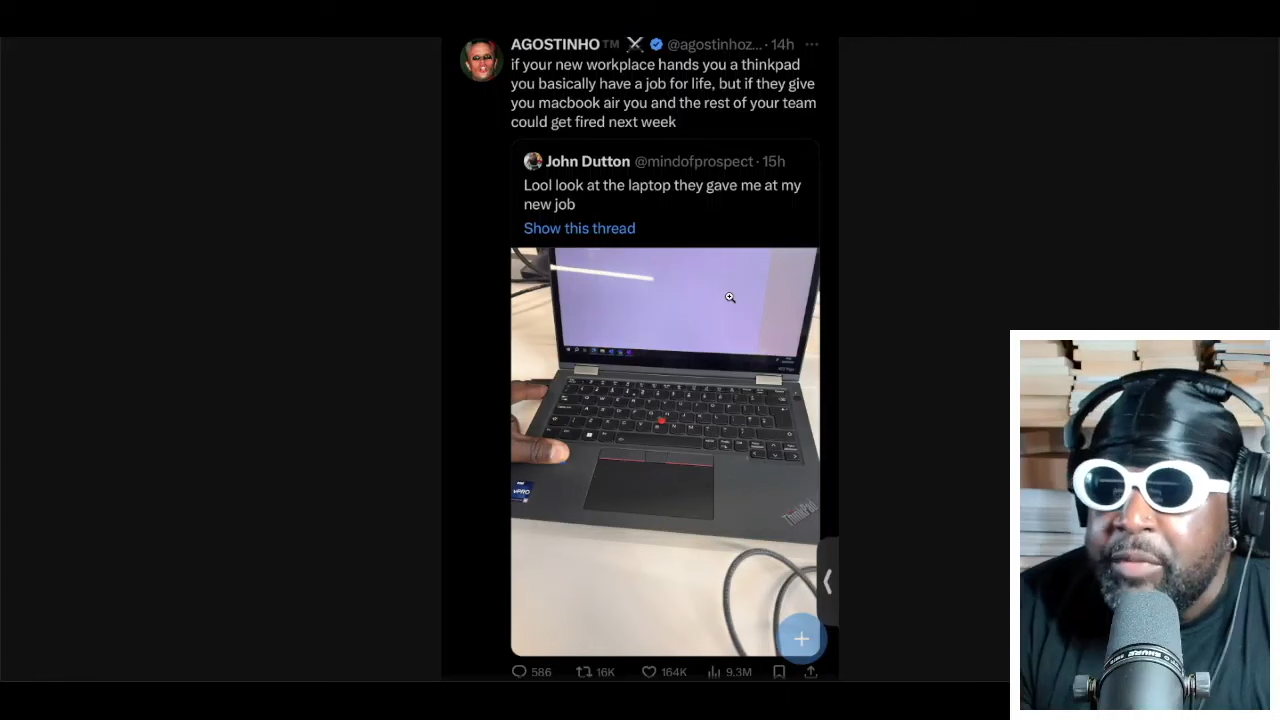 AGOSTINHO™ @agostinhoz... · 14h ...
if your new workplace hands you a thinkpad
you basically have a job for life, but if they give
you macbook air you and the rest of your team
could get fired next week
John Dutton @mindofprospect · 15h
Lool look at the laptop they gave me at my
new job
Show this thread
ThinkPad
586 16K 164K 9.3M
SHURE